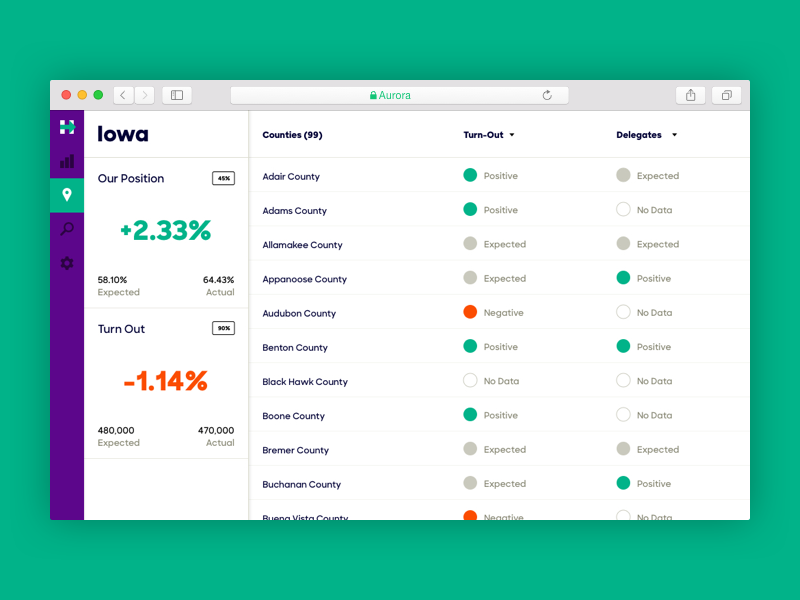 Aurora
Iowa
Our Position 45%
+2.33%
58.10% 64.43%
Expected Actual
Turn Out 90%
-1.14%
480,000 470,000
Expected Actual
Counties (99) Turn-Out Delegates
Adair County Positive Expected
Adams County Positive No Data
Allamakee County Expected Expected
Appanoose County Expected Positive
Audubon County Negative No Data
Benton County Positive Positive
Black Hawk County No Data No Data
Boone County Positive No Data
Bremer County Expected Expected
Buchanan County Expected Positive
Buena Vista County Negative No Data